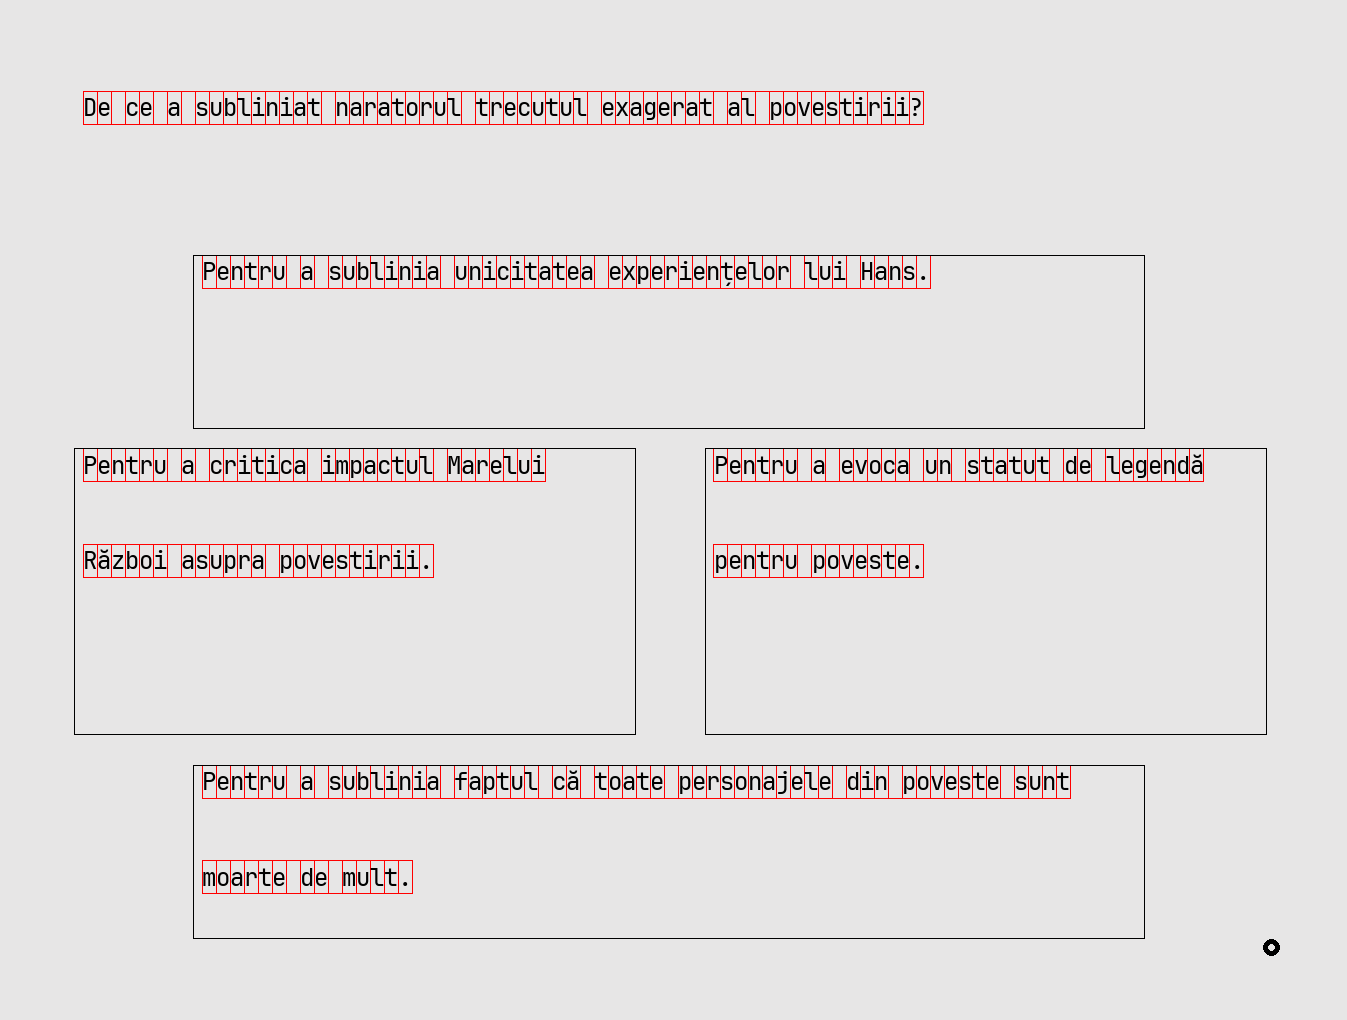 De ce a subliniat naratorul trecutul exagerat al povestirii?
Pentru a sublinia unicitatea experiențelor lui Hans.
Pentru a critica impactul Marelui
Război asupra povestirii.
Pentru a evoca un statut de legendă
pentru poveste.
Pentru a sublinia faptul că toate personajele din poveste sunt
moarte de mult.